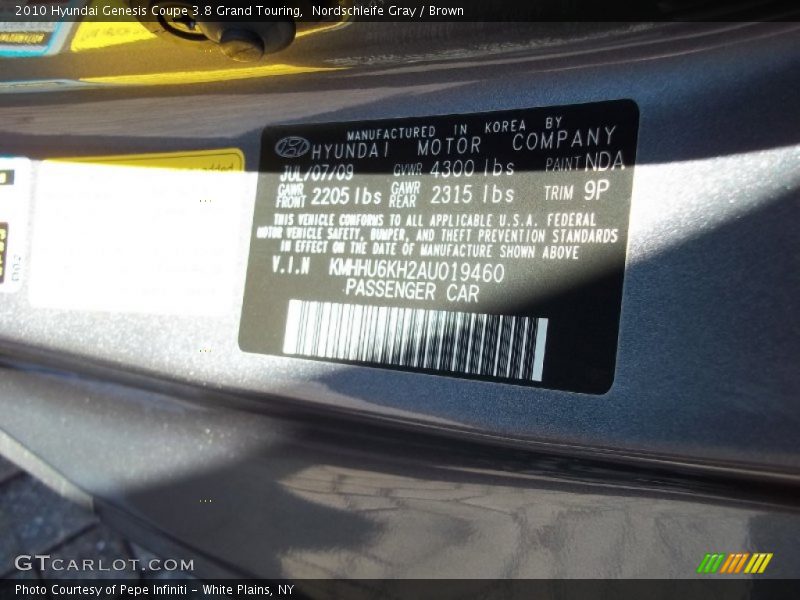 2010 Hyundai Genesis Coupe 3.8 Grand Touring,  Nordschleife Gray / Brown
MANUFACTURED IN KOREA BY
HYUNDAI MOTOR COMPANY
JUL/07/09 GVWR 4300 lbs PAINT NDA
GAWR FRONT 2205 lbs GAWR REAR 2315 lbs TRIM 9P
THIS VEHICLE CONFORMS TO ALL APPLICABLE U.S.A. FEDERAL
MOTOR VEHICLE SAFETY, BUMPER, AND THEFT PREVENTION STANDARDS
IN EFFECT ON THE DATE OF MANUFACTURE SHOWN ABOVE
V.I.N KMHHU6KH2AU019460
PASSENGER CAR
GTCARLOT.COM
Photo Courtesy of Pepe Infiniti - White Plains, NY